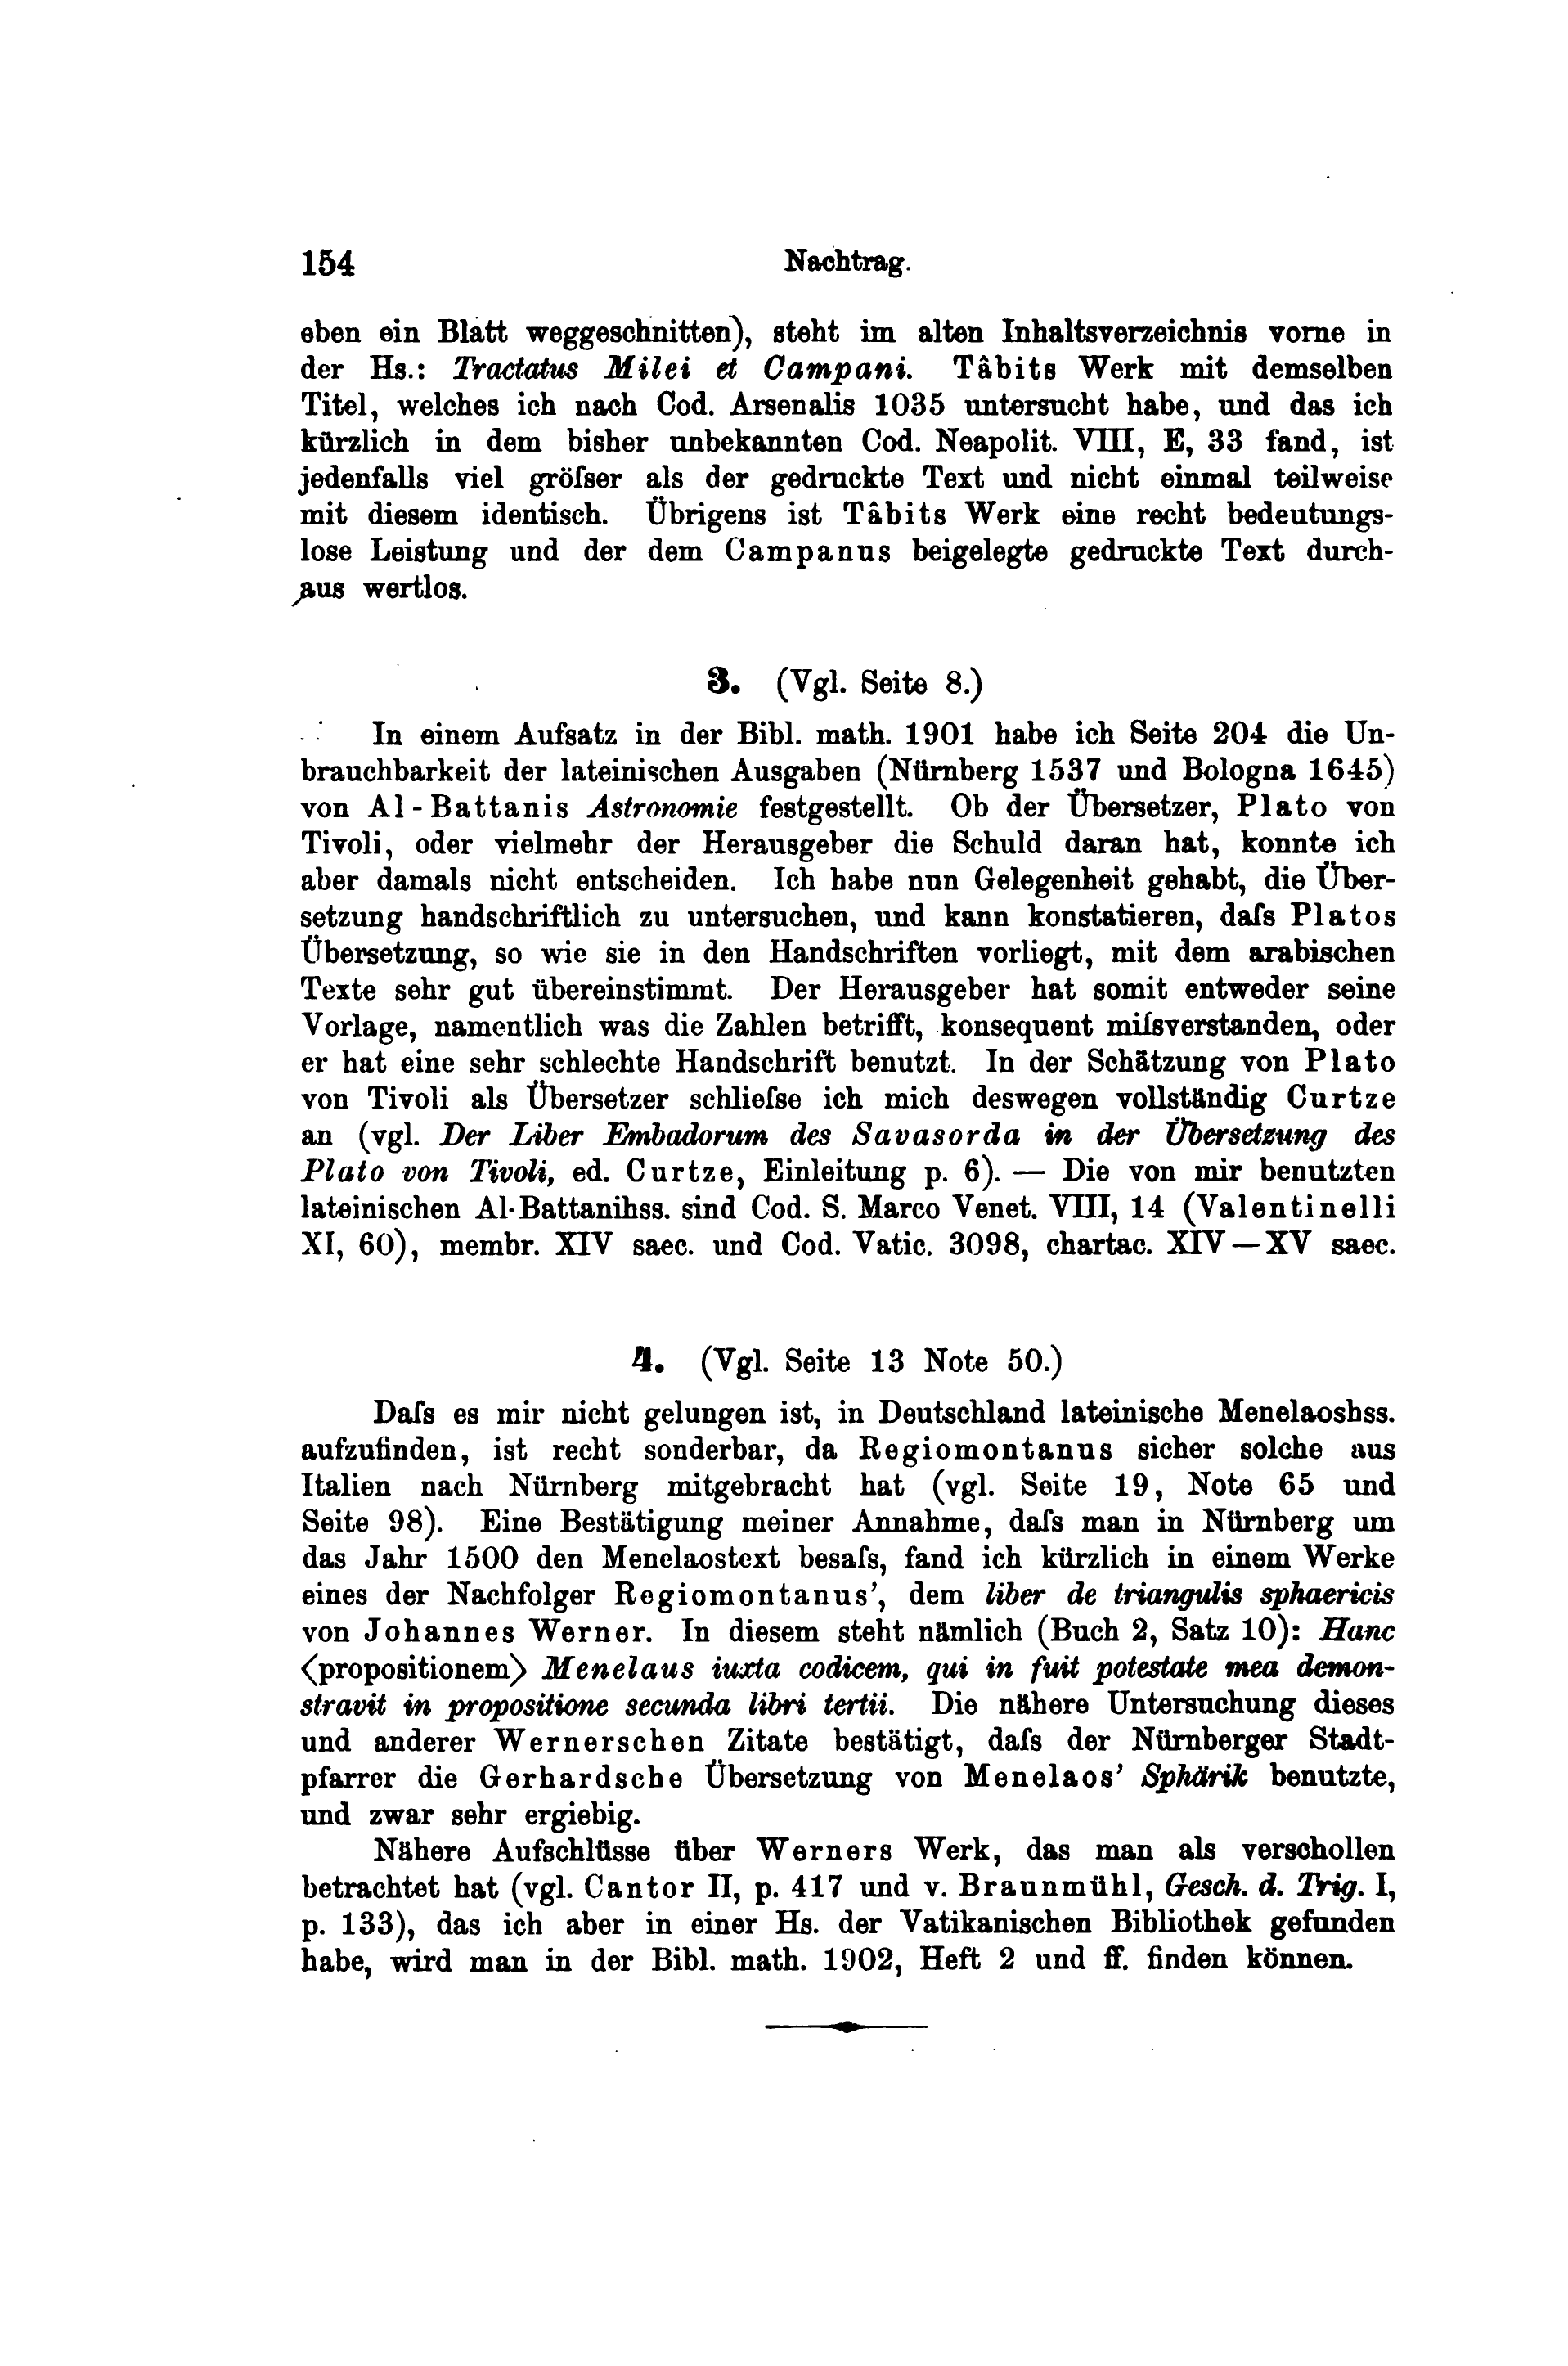 154 Nachtrag.
eben ein Blatt weggeschnitten), steht im alten Inhaltsverzeichnis vorne in
der Hs.: Tractatus Milei et Campani. Tâbits Werk mit demselben
Titel, welches ich nach Cod. Arsenalis 1035 untersucht habe, und das ich
kürzlich in dem bisher unbekannten Cod. Neapolit. VIII, E, 33 fand, ist
jedenfalls viel gröfser als der gedruckte Text und nicht einmal teilweise
mit diesem identisch. Übrigens ist Tâbits Werk eine recht bedeutungs-
lose Leistung und der dem Campanus beigelegte gedruckte Text durch-
aus wertlos.
3. (Vgl. Seite 8.)
In einem Aufsatz in der Bibl. math. 1901 habe ich Seite 204 die Un-
brauchbarkeit der lateinischen Ausgaben (Nürnberg 1537 und Bologna 1645)
von Al-Battanis Astronomie festgestellt. Ob der Übersetzer, Plato von
Tivoli, oder vielmehr der Herausgeber die Schuld daran hat, konnte ich
aber damals nicht entscheiden. Ich habe nun Gelegenheit gehabt, die Über-
setzung handschriftlich zu untersuchen, und kann konstatieren, dafs Platos
Übersetzung, so wie sie in den Handschriften vorliegt, mit dem arabischen
Texte sehr gut übereinstimmt. Der Herausgeber hat somit entweder seine
Vorlage, namentlich was die Zahlen betrifft, konsequent mifsverstanden, oder
er hat eine sehr schlechte Handschrift benutzt. In der Schätzung von Plato
von Tivoli als Übersetzer schliefse ich mich deswegen vollständig Curtze
an (vgl. Der Liber Embadorum des Savasorda in der Übersetzung des
Plato von Tivoli, ed. Curtze, Einleitung p. 6). — Die von mir benutzten
lateinischen Al-Battanihss. sind Cod. S. Marco Venet. VIII, 14 (Valentinelli
XI, 60), membr. XIV saec. und Cod. Vatic. 3098, chartac. XIV—XV saec.
4. (Vgl. Seite 13 Note 50.)
Dafs es mir nicht gelungen ist, in Deutschland lateinische Menelaoshss.
aufzufinden, ist recht sonderbar, da Regiomontanus sicher solche aus
Italien nach Nürnberg mitgebracht hat (vgl. Seite 19, Note 65 und
Seite 98). Eine Bestätigung meiner Annahme, dafs man in Nürnberg um
das Jahr 1500 den Menelaostext besafs, fand ich kürzlich in einem Werke
eines der Nachfolger Regiomontanus', dem liber de triangulis sphaericis
von Johannes Werner. In diesem steht nämlich (Buch 2, Satz 10): Hanc
⟨propositionem⟩ Menelaus iuxta codicem, qui in fuit potestate mea demon-
stravit in propositione secunda libri tertii. Die nähere Untersuchung dieses
und anderer Wernerschen Zitate bestätigt, dafs der Nürnberger Stadt-
pfarrer die Gerhardsche Übersetzung von Menelaos' Sphärik benutzte,
und zwar sehr ergiebig.
Nähere Aufschlüsse über Werners Werk, das man als verschollen
betrachtet hat (vgl. Cantor II, p. 417 und v. Braunmühl, Gesch. d. Trig. I,
p. 133), das ich aber in einer Hs. der Vatikanischen Bibliothek gefunden
habe, wird man in der Bibl. math. 1902, Heft 2 und ff. finden können.